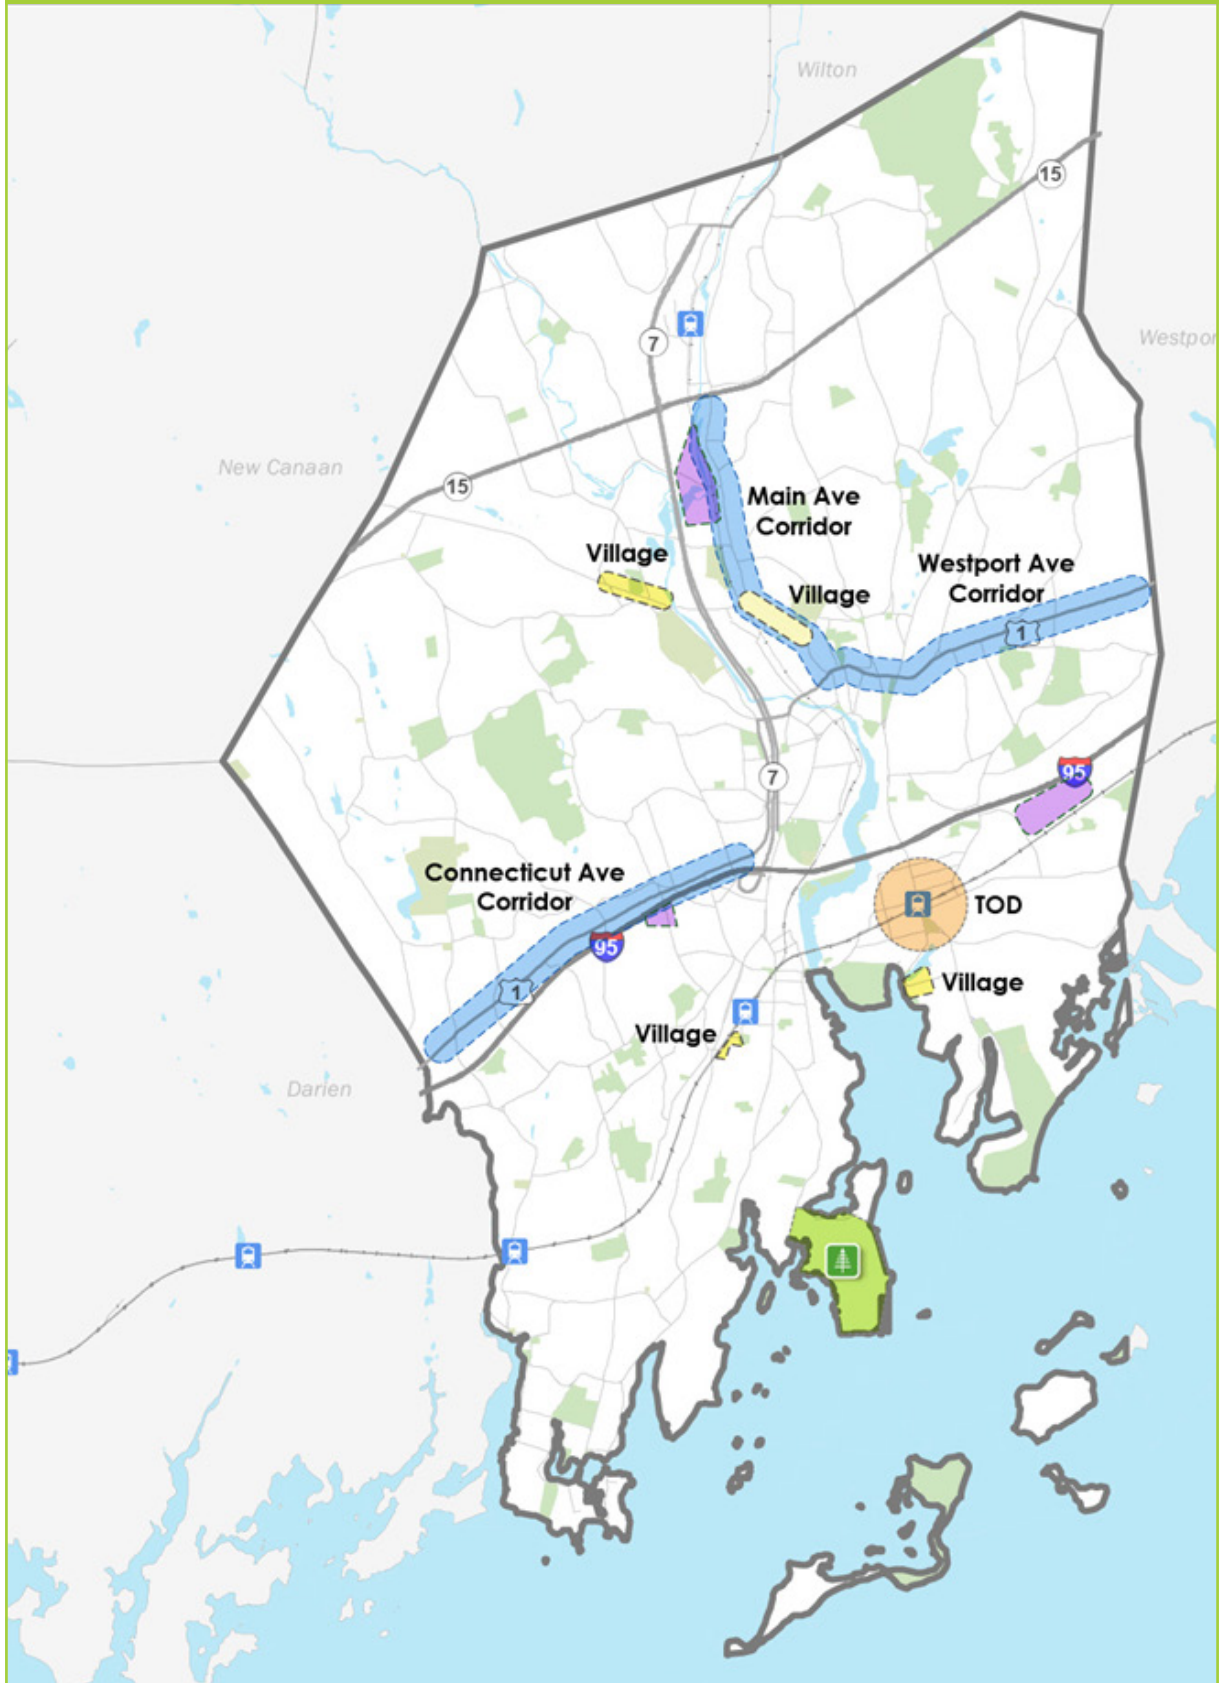 Wilton
15
Westpor
7
New Canaan
15
Main Ave
Corridor
Village
Westport Ave
Corridor
Village
1
95
7
Connecticut Ave
Corridor
TOD
95
1
Village
Village
Darien